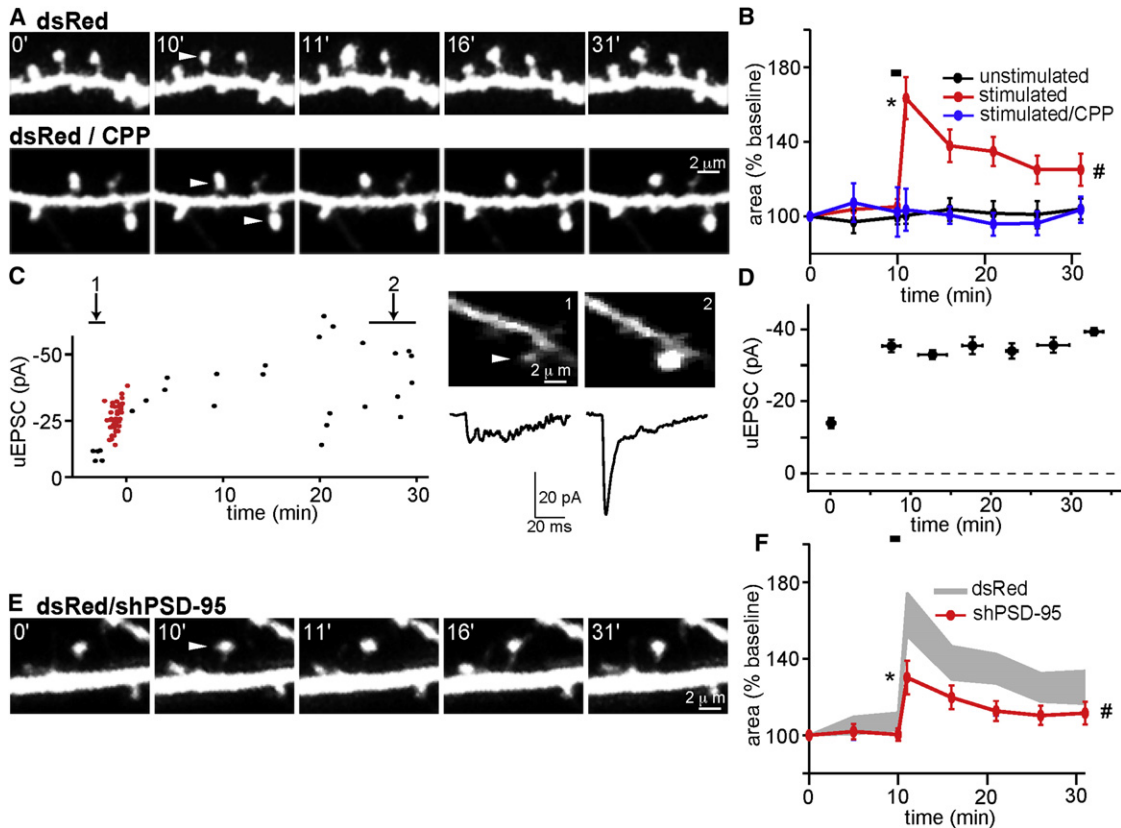 A dsRed
0' 10' 11' 16' 31'
dsRed / CPP
2 μm
B
180
140
100
area (% baseline)
*
#
unstimulated
stimulated
stimulated/CPP
0 10 20 30
time (min)
C
1 2
-50
-25
0
uEPSC (pA)
0 10 20 30
time (min)
1 2
2 μm
20 pA
20 ms
D
-40
-20
0
uEPSC (pA)
0 10 20 30
time (min)
E dsRed/shPSD-95
0' 10' 11' 16' 31'
2 μm
F
180
140
100
area (% baseline)
dsRed
shPSD-95
*
#
0 10 20 30
time (min)